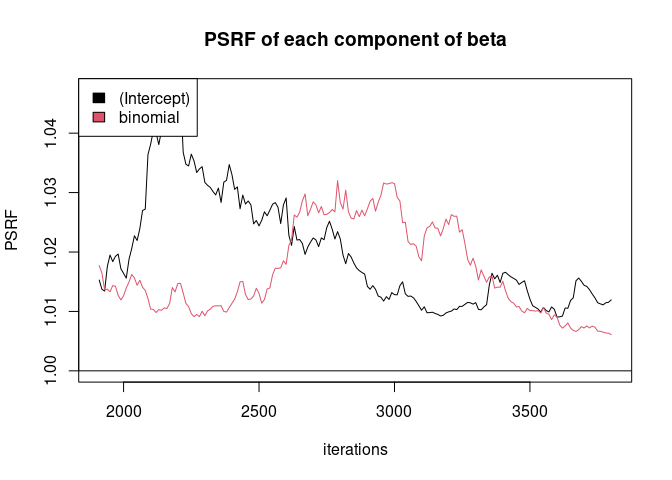 PSRF of each component of beta
(Intercept)
binomial
PSRF
1.04
1.03
1.02
1.01
1.00
2000 2500 3000 3500
iterations